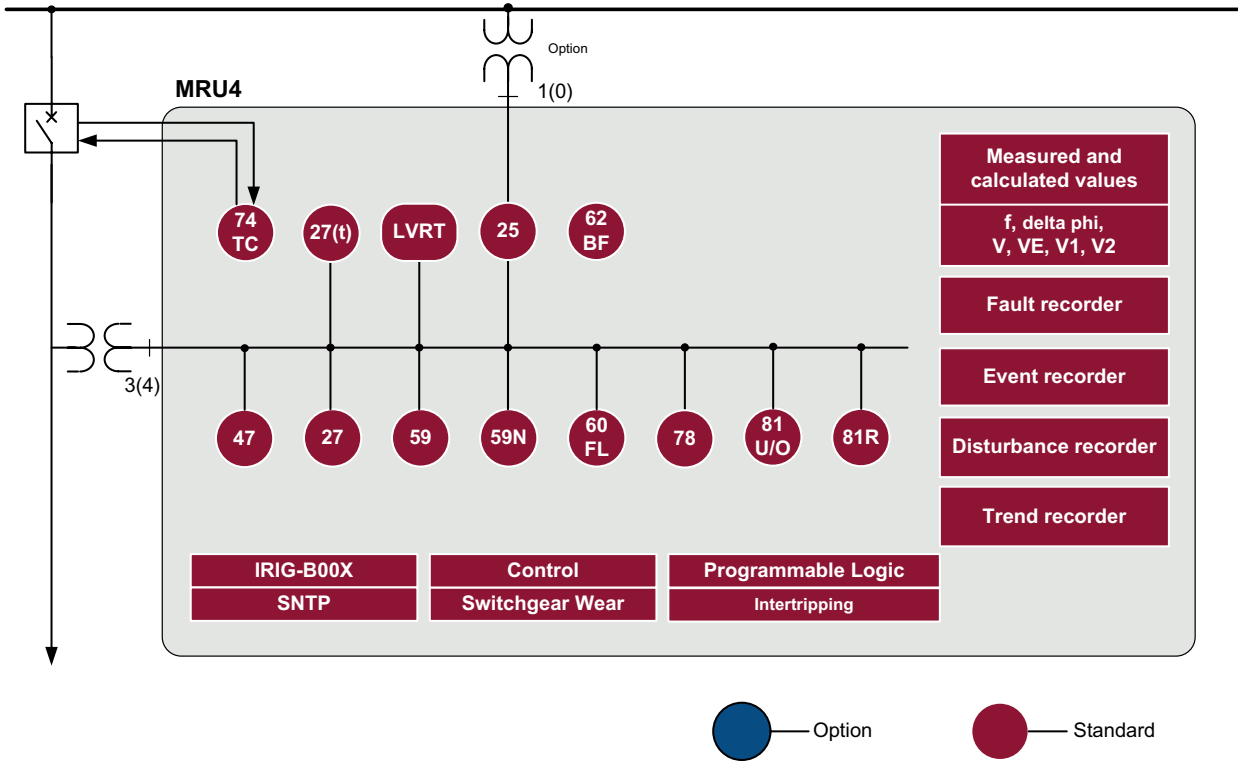 Option
MRU4
1(0)
Measured and
calculated values
74
TC
27(t)
LVRT
25
62
BF
f, delta phi,
V, VE, V1, V2
Fault recorder
3(4)
Event recorder
47
27
59
59N
60
FL
78
81
U/O
81R
Disturbance recorder
Trend recorder
IRIG-B00X
Control
Programmable Logic
SNTP
Switchgear Wear
Intertripping
Option
Standard